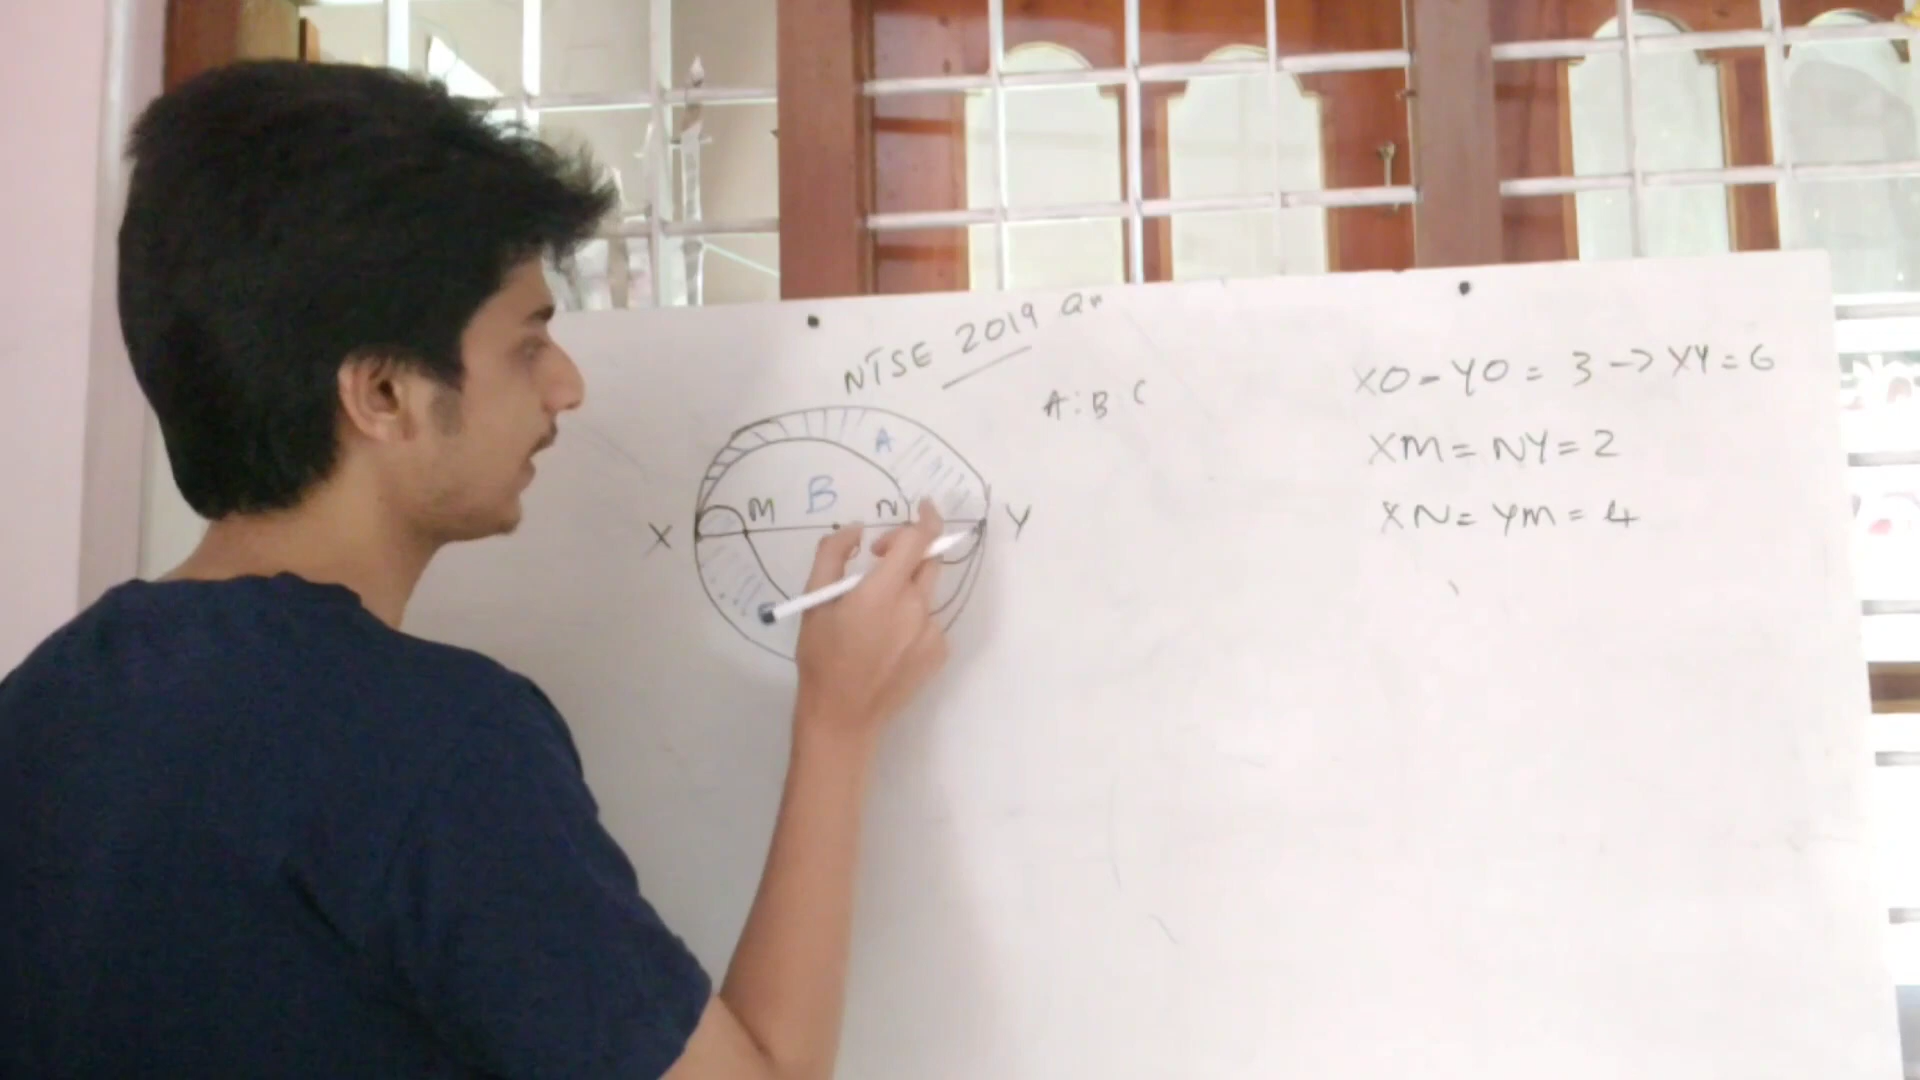 NTSE 2019 Qn
A:B C
A
M B N
X Y
XO = YO = 3 -> XY = 6
XM = NY = 2
XN = YM = 4